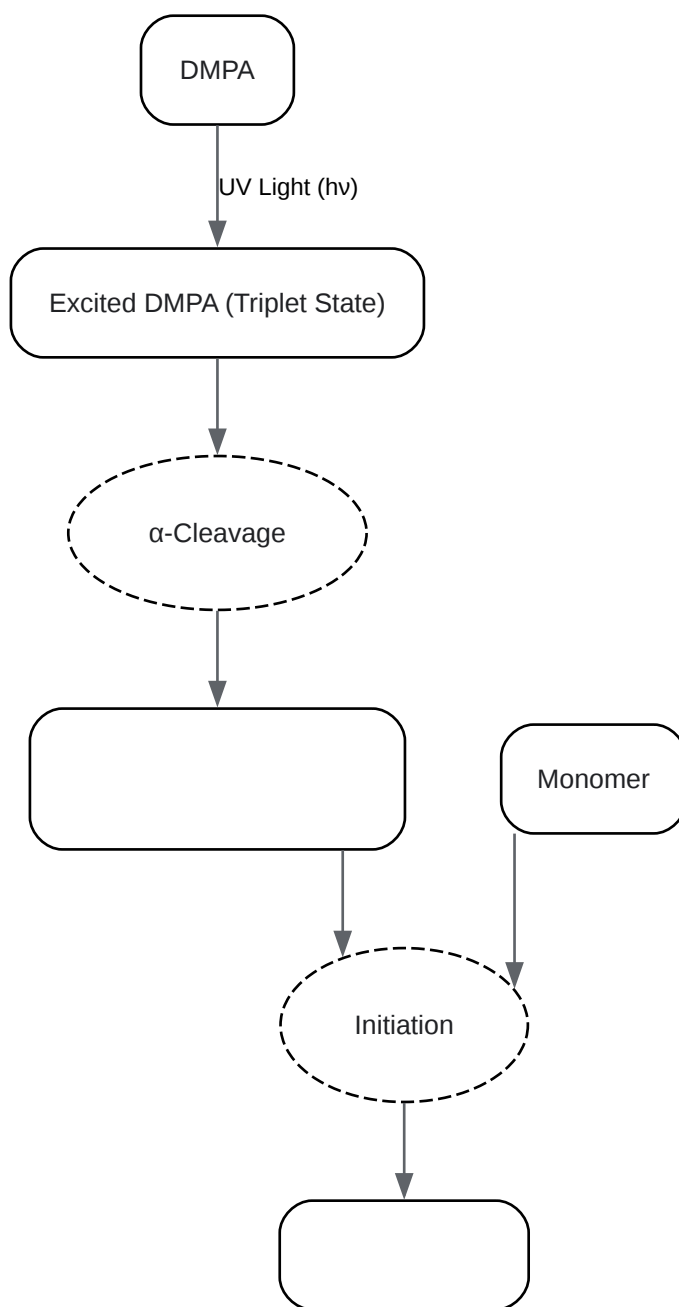 DMPA
UV Light (hν)
Excited DMPA (Triplet State)
α-Cleavage
Monomer
Initiation